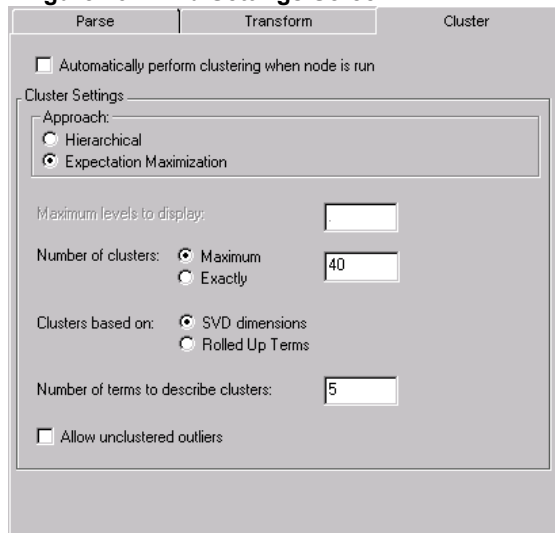 Parse Transform Cluster
Automatically perform clustering when node is run
Cluster Settings
Approach:
Hierarchical
Expectation Maximization
Maximum levels to display: .
Number of clusters: Maximum 40
Exactly
Clusters based on: SVD dimensions
Rolled Up Terms
Number of terms to describe clusters: 5
Allow unclustered outliers